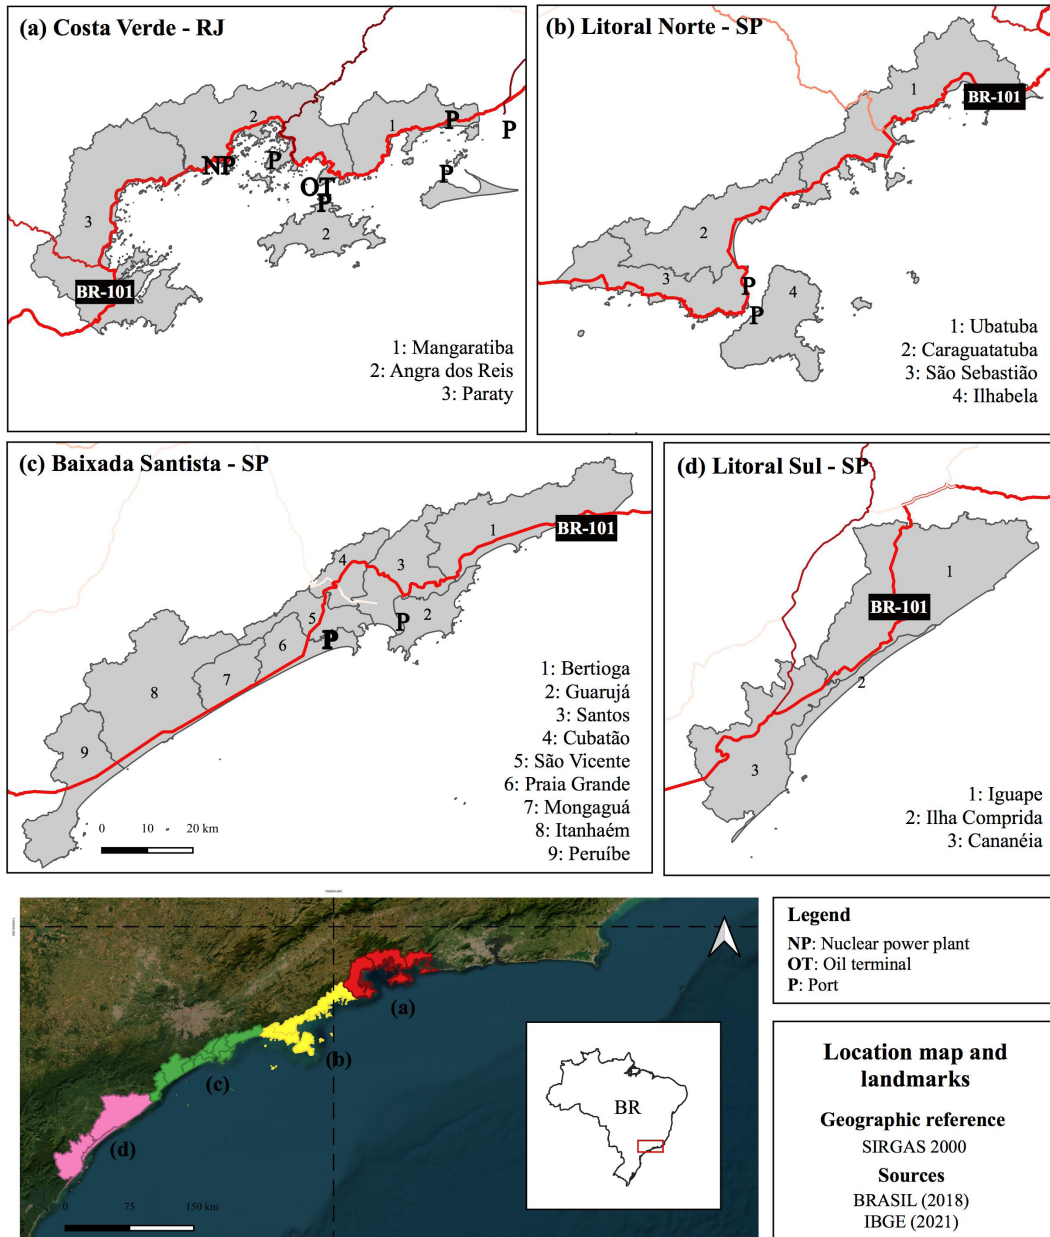 (a) Costa Verde - RJ
2
1
P
P
NP
P
OT
P
P
3
2
BR-101
1: Mangaratiba
2: Angra dos Reis
3: Paraty
(b) Litoral Norte - SP
1
BR-101
2
3
P
4
P
1: Ubatuba
2: Caraguatatuba
3: São Sebastião
4: Ilhabela
(c) Baixada Santista - SP
1
BR-101
4
3
2
5
P
P
6
7
8
9
1: Bertioga
2: Guarujá
3: Santos
4: Cubatão
5: São Vicente
6: Praia Grande
7: Mongaguá
8: Itanhaém
9: Peruíbe
0 10 20 km
(d) Litoral Sul - SP
1
BR-101
2
3
1: Iguape
2: Ilha Comprida
3: Cananéia
(a)
(b)
(c)
(d)
0 75 150 km
BR
Legend
NP: Nuclear power plant
OT: Oil terminal
P: Port
Location map and
landmarks
Geographic reference
SIRGAS 2000
Sources
BRASIL (2018)
IBGE (2021)